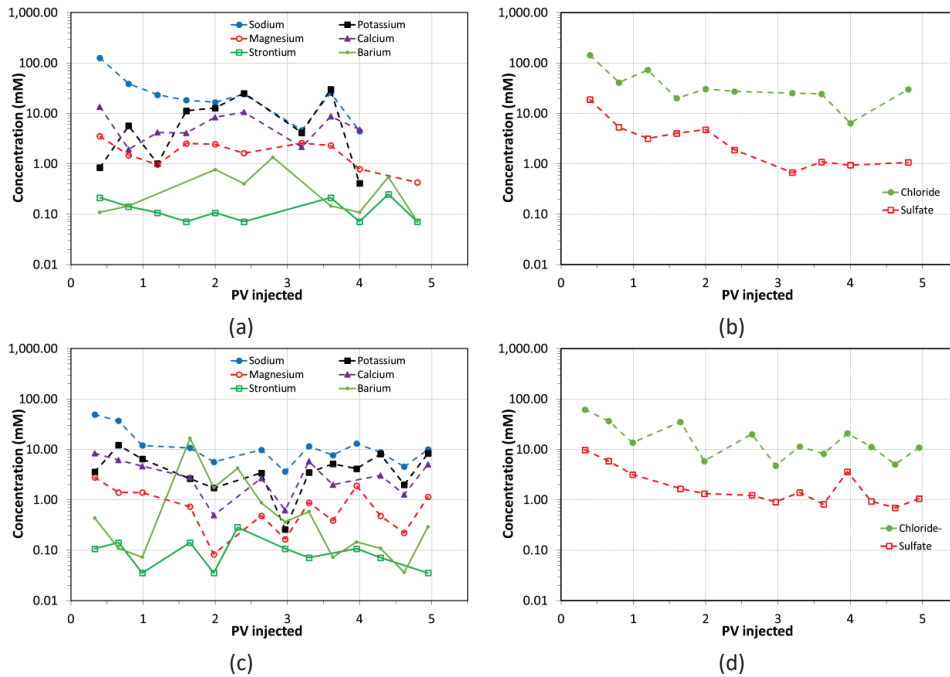 1,000.00
100.00
10.00
1.00
0.10
0.01
Concentration (mM)
Sodium
Potassium
Magnesium
Calcium
Strontium
Barium
0 1 2 3 4 5
PV injected
(a)
1,000.00
100.00
10.00
1.00
0.10
0.01
Concentration (mM)
Chloride
Sulfate
0 1 2 3 4 5
PV injected
(b)
1,000.00
100.00
10.00
1.00
0.10
0.01
Concentration (mM)
Sodium
Potassium
Magnesium
Calcium
Strontium
Barium
0 1 2 3 4 5
PV injected
(c)
1,000.00
100.00
10.00
1.00
0.10
0.01
Concentration (mM)
Chloride-
Sulfate
0 1 2 3 4 5
PV injected
(d)